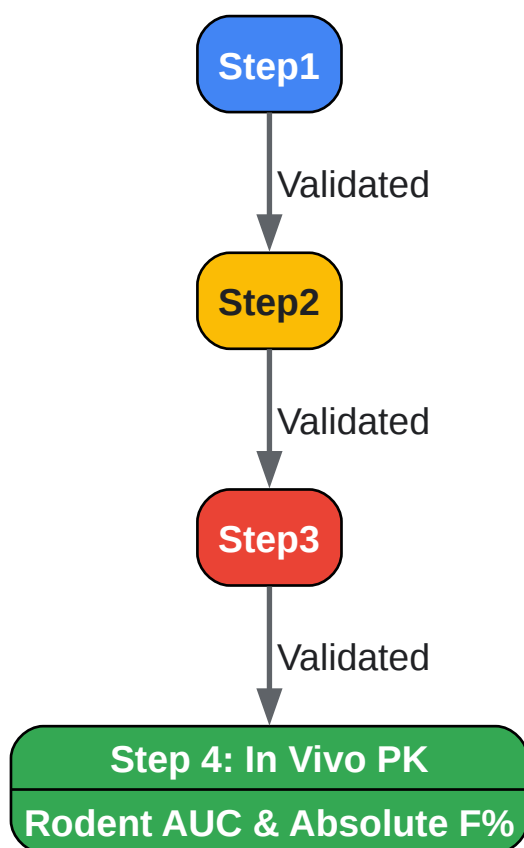 Step1
Validated
Step2
Validated
Step3
Validated
Step 4: In Vivo PK
Rodent AUC & Absolute F%